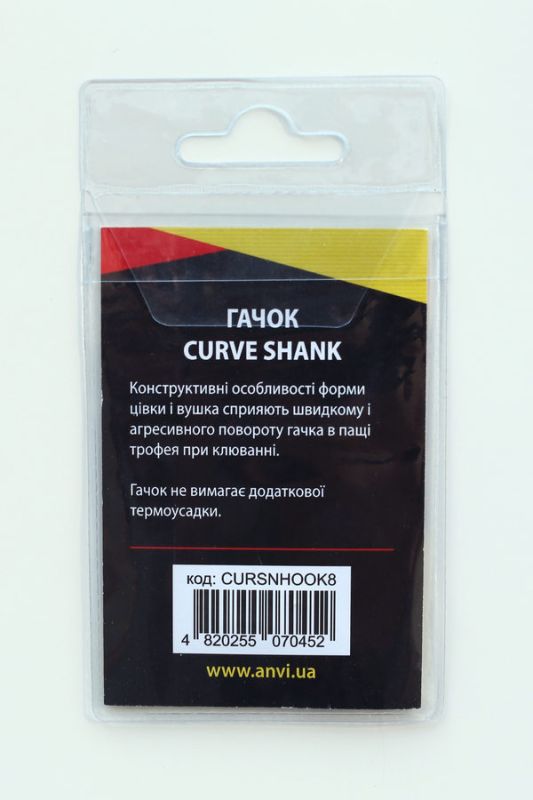 ГАЧОК
CURVE SHANK
Конструктивні особливості форми
цівки і вушка сприяють швидкому і
агресивного повороту гачка в пащі
трофея при клюванні.
Гачок не вимагає додаткової
термоусадки.
код: CURSNHOOK8
4 820255 070452
www.anvi.ua